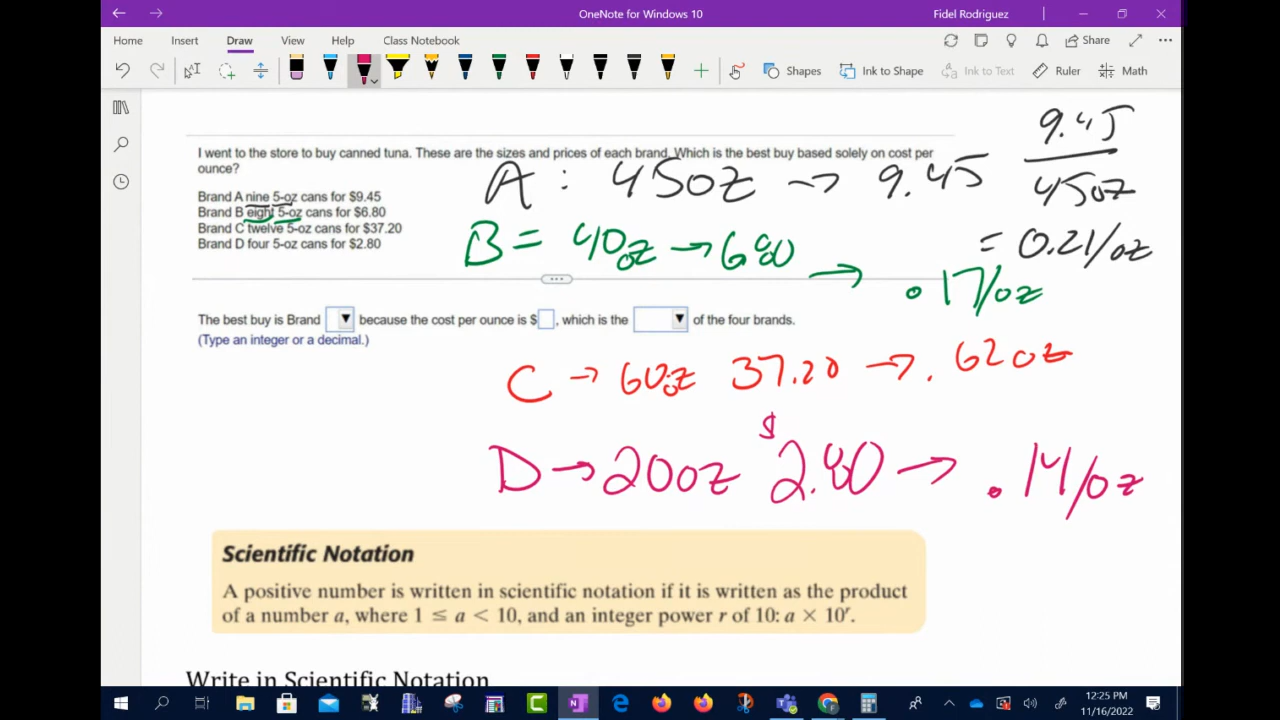 OneNote for Windows 10
Fidel Rodriguez
Home Insert Draw View Help Class Notebook
Share
Shapes Ink to Shape Ink to Text Ruler Math
I went to the store to buy canned tuna. These are the sizes and prices of each brand. Which is the best buy based solely on cost per
ounce?
Brand A nine 5-oz cans for $9.45
Brand B eight 5-oz cans for $6.80
Brand C twelve 5-oz cans for $37.20
Brand D four 5-oz cans for $2.80
A : 45oz → 9.45
9.45
45oz
= 0.21/oz
B = 40oz → 6.80 → .17/oz
The best buy is Brand because the cost per ounce is $ , which is the of the four brands.
(Type an integer or a decimal.)
C → 60oz 37.20 → .62oz
D → 20oz $2.80 → .14/oz
Scientific Notation
A positive number is written in scientific notation if it is written as the product
of a number a, where 1 ≤ a < 10, and an integer power r of 10: a × 10ʳ.
Write in Scientific Notation
12:25 PM
11/16/2022